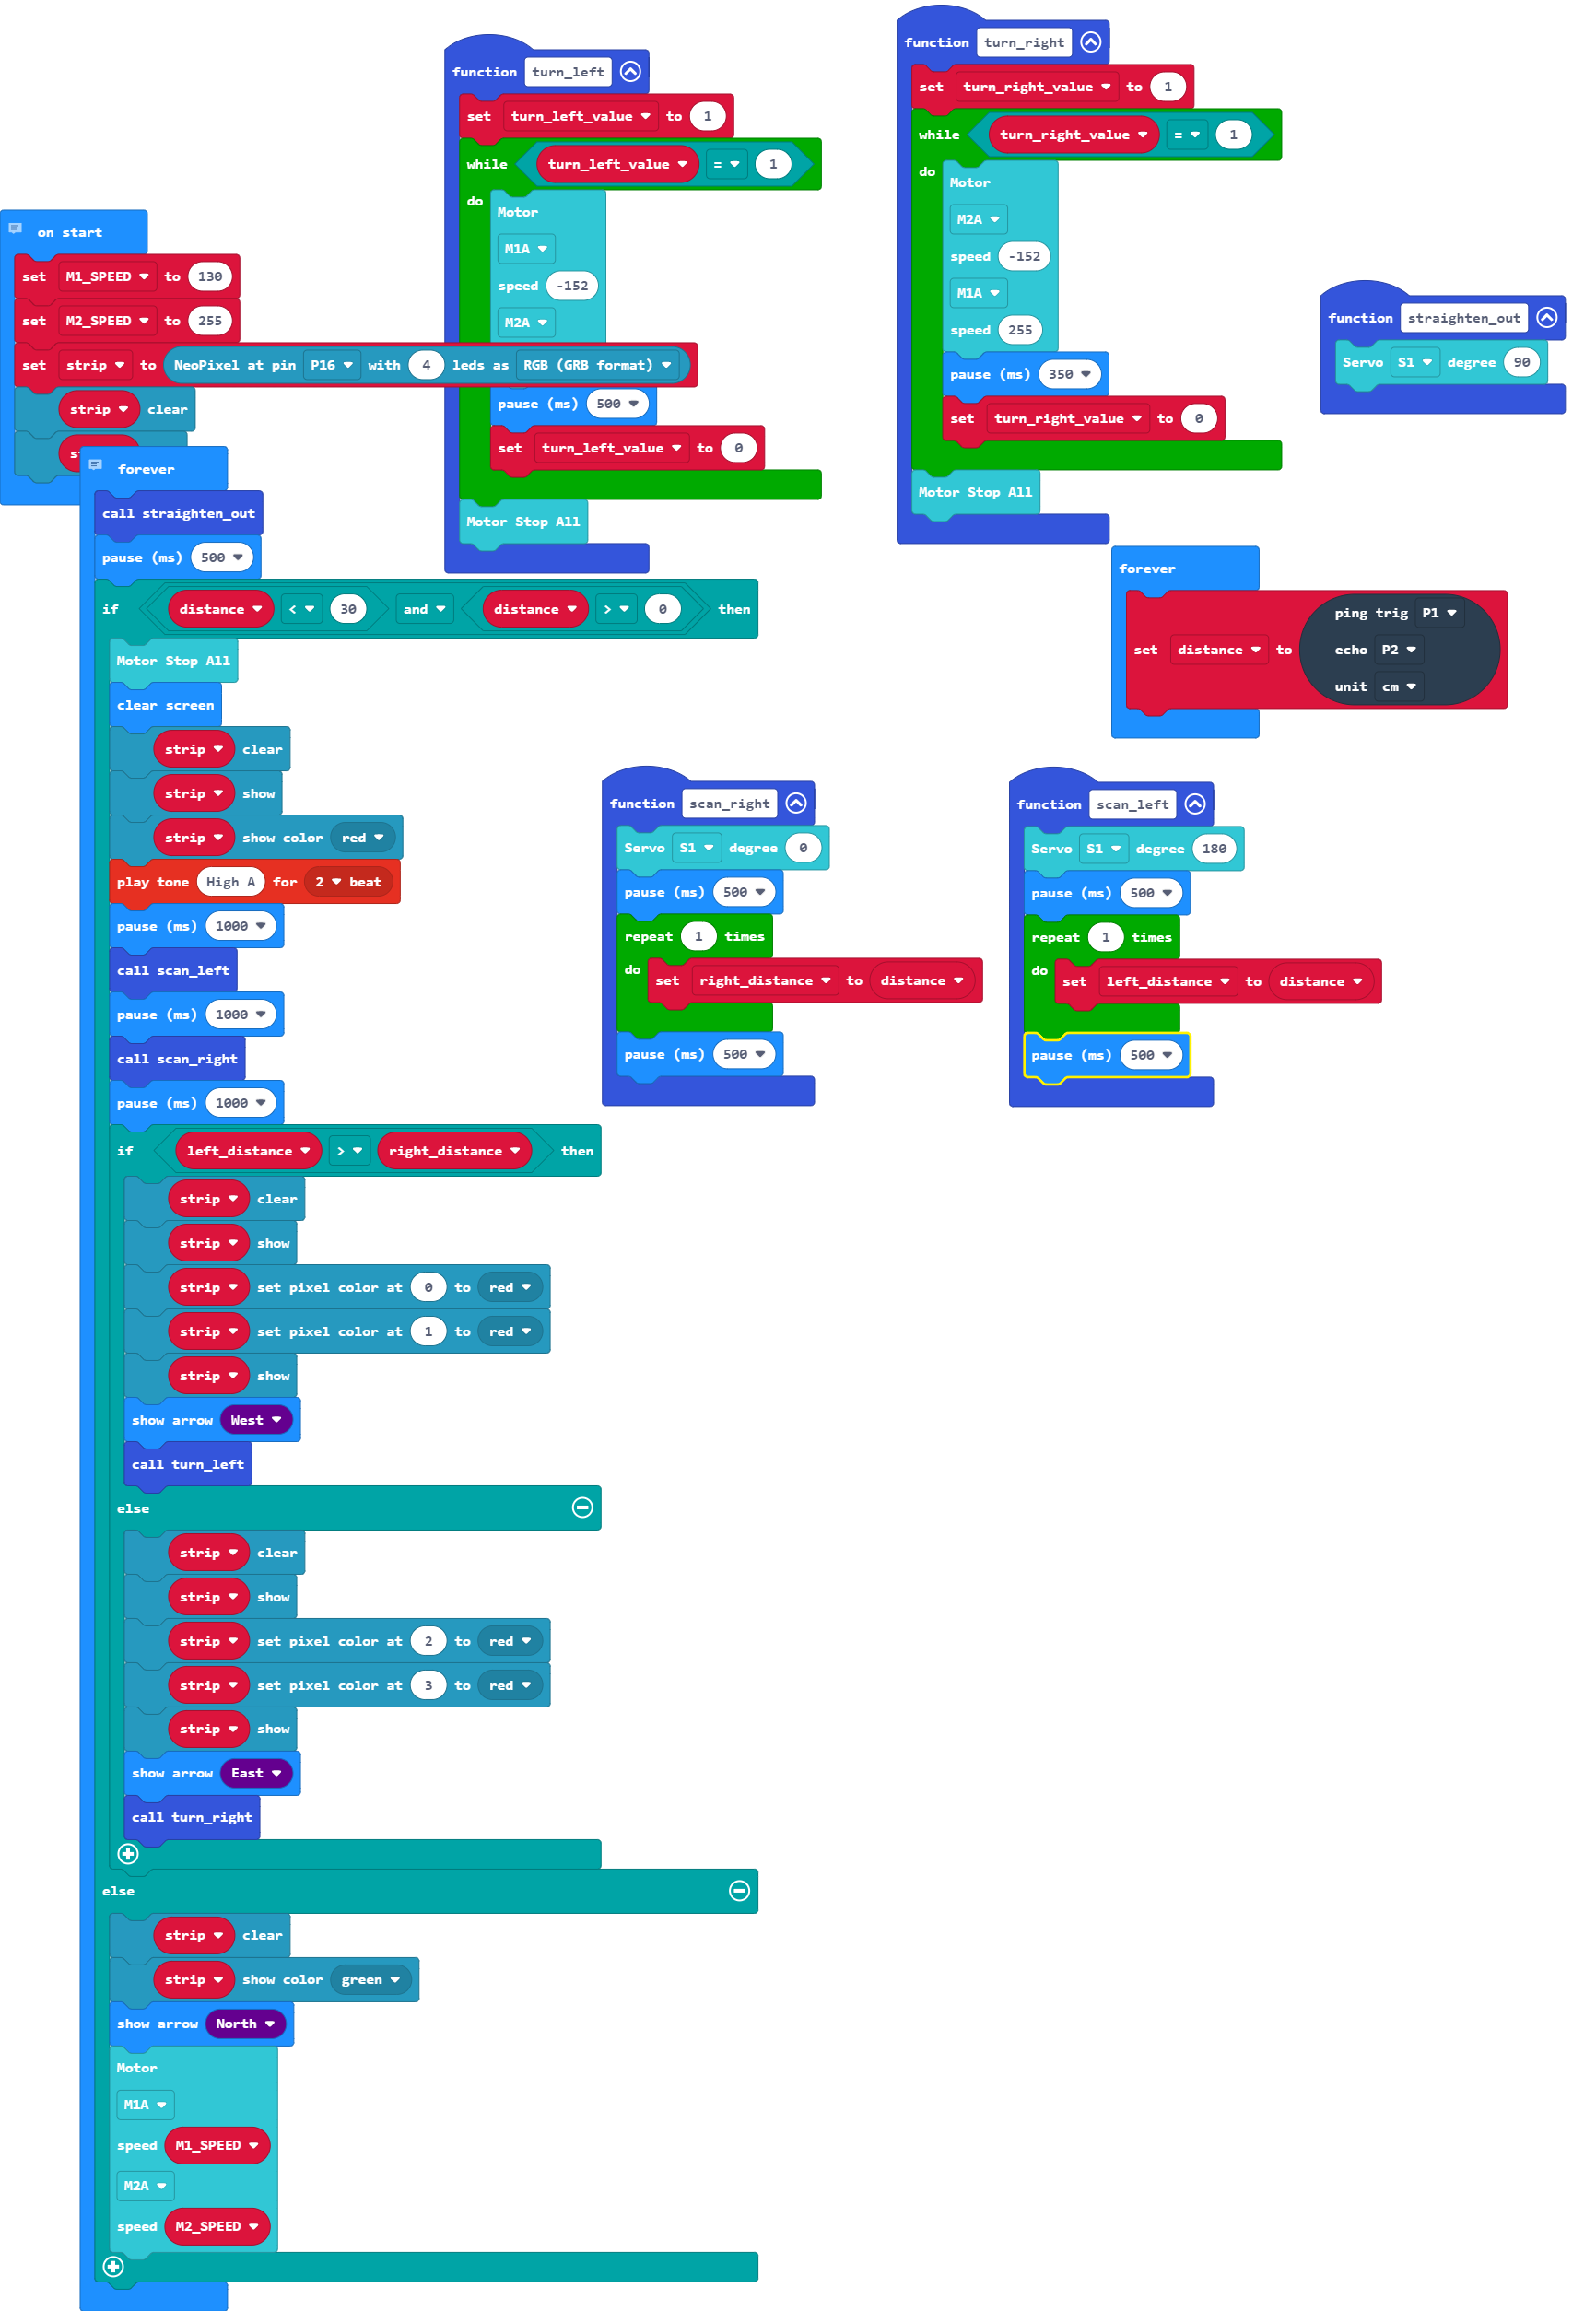 on start
set M1_SPEED to 130
set M2_SPEED to 255
set strip to NeoPixel at pin P16 with 4 leds as RGB (GRB format)
strip clear
function turn_left
set turn_left_value to 1
while turn_left_value = 1
do
Motor
M1A
speed -152
M2A
pause (ms) 500
set turn_left_value to 0
Motor Stop All
function turn_right
set turn_right_value to 1
while turn_right_value = 1
do
Motor
M2A
speed -152
M1A
speed 255
pause (ms) 350
set turn_right_value to 0
Motor Stop All
function straighten_out
Servo S1 degree 90
forever
call straighten_out
pause (ms) 500
if distance < 30 and distance > 0 then
Motor Stop All
clear screen
strip clear
strip show
strip show color red
play tone High A for 2 beat
pause (ms) 1000
call scan_left
pause (ms) 1000
call scan_right
pause (ms) 1000
if left_distance > right_distance then
strip clear
strip show
strip set pixel color at 0 to red
strip set pixel color at 1 to red
strip show
show arrow West
call turn_left
else
strip clear
strip show
strip set pixel color at 2 to red
strip set pixel color at 3 to red
strip show
show arrow East
call turn_right
else
strip clear
strip show color green
show arrow North
Motor
M1A
speed M1_SPEED
M2A
speed M2_SPEED
forever
set distance to ping trig P1
echo P2
unit cm
function scan_right
Servo S1 degree 0
pause (ms) 500
repeat 1 times
do set right_distance to distance
pause (ms) 500
function scan_left
Servo S1 degree 180
pause (ms) 500
repeat 1 times
do set left_distance to distance
pause (ms) 500